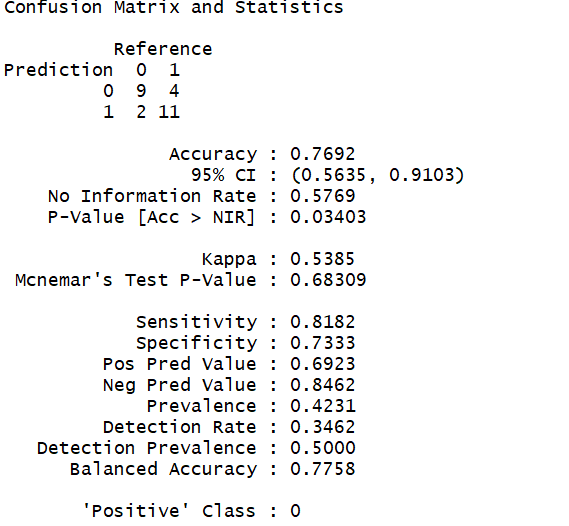 Confusion Matrix and Statistics
Reference
Prediction 0 1
0 9 4
1 2 11
Accuracy : 0.7692
95% CI : (0.5635, 0.9103)
No Information Rate : 0.5769
P-Value [Acc > NIR] : 0.03403
Kappa : 0.5385
Mcnemar's Test P-Value : 0.68309
Sensitivity : 0.8182
Specificity : 0.7333
Pos Pred Value : 0.6923
Neg Pred Value : 0.8462
Prevalence : 0.4231
Detection Rate : 0.3462
Detection Prevalence : 0.5000
Balanced Accuracy : 0.7758
'Positive' Class : 0